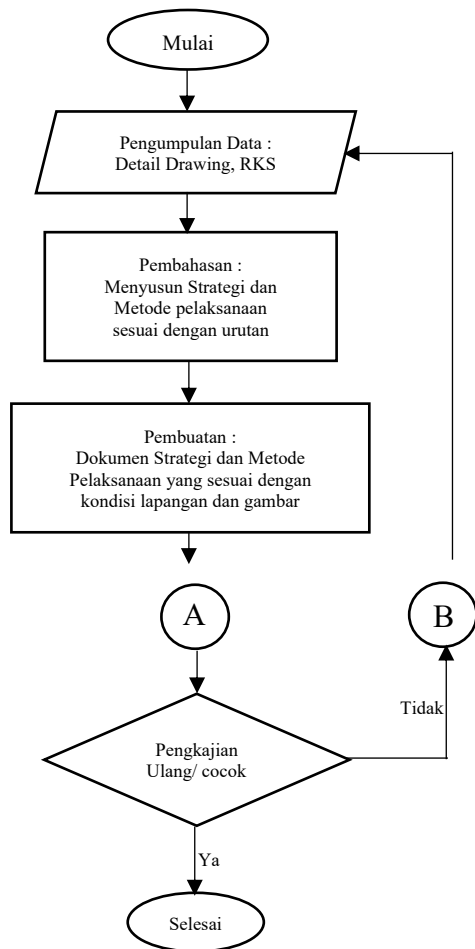 Mulai
Pengumpulan Data :
Detail Drawing, RKS
Pembahasan :
Menyusun Strategi dan
Metode pelaksanaan
sesuai dengan urutan
Pembuatan :
Dokumen Strategi dan Metode
Pelaksanaan yang sesuai dengan
kondisi lapangan dan gambar
A
B
Tidak
Pengkajian
Ulang/ cocok
Ya
Selesai